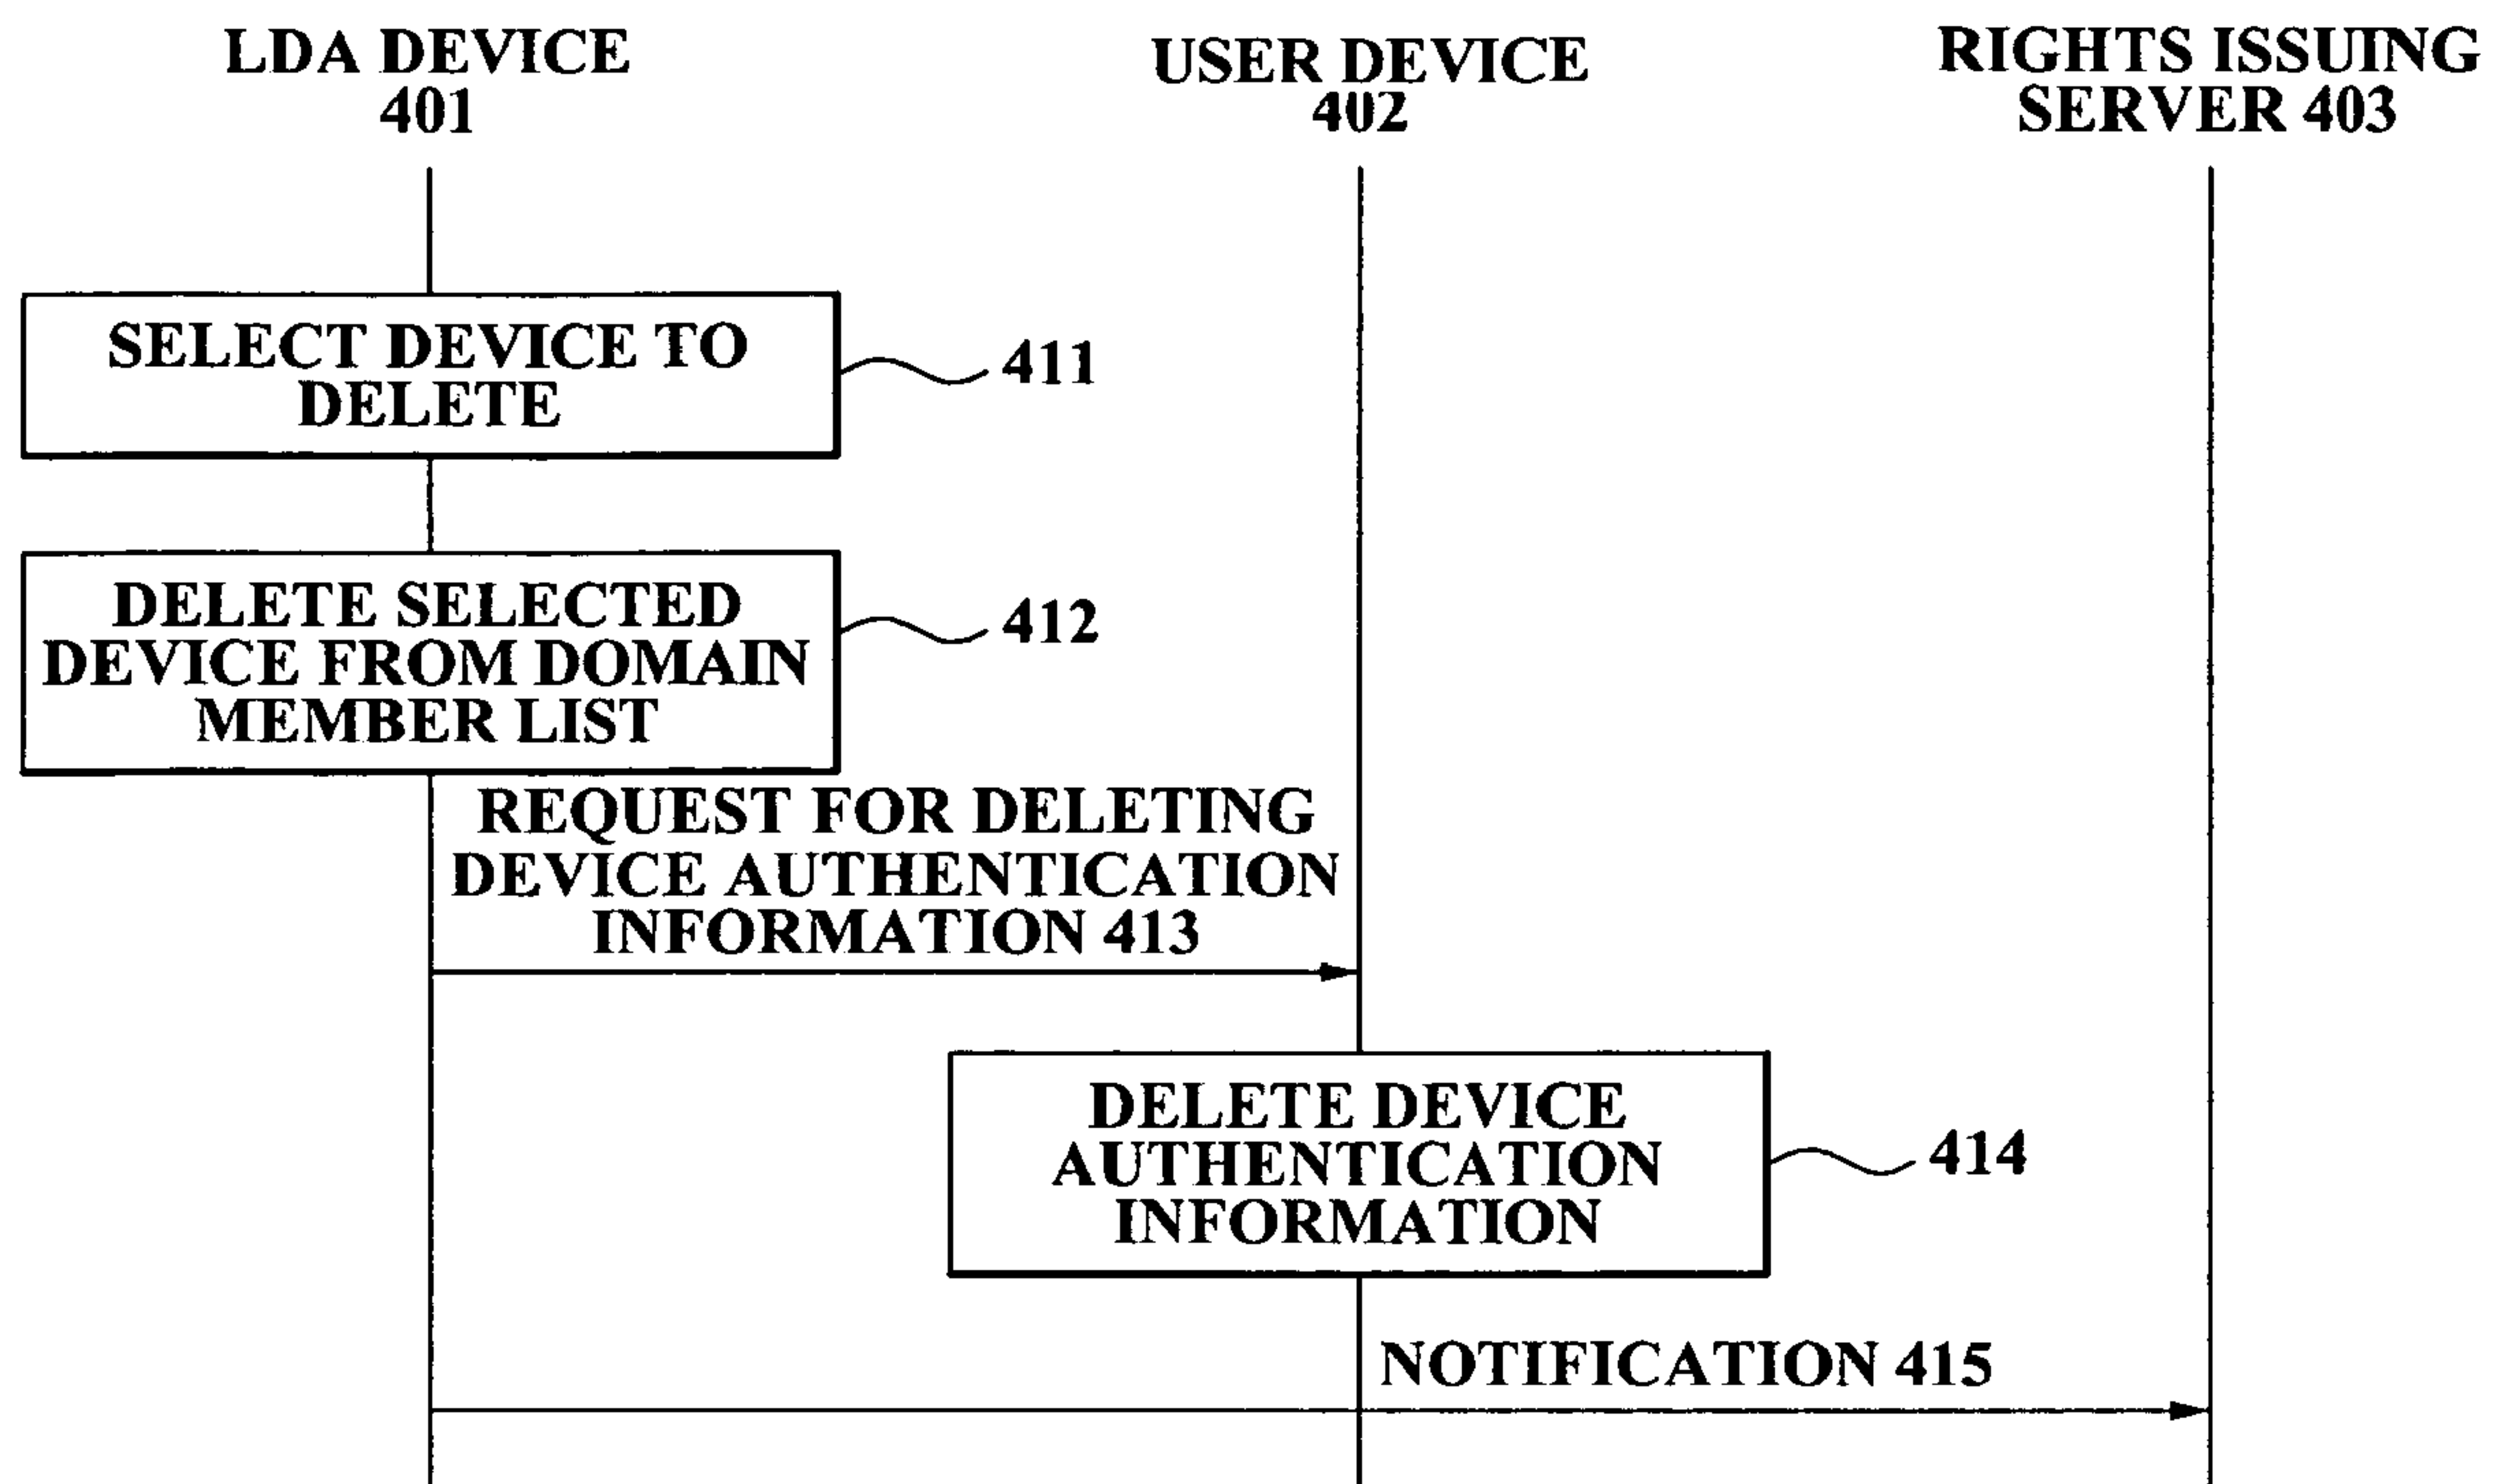 LDA DEVICE
401
USER DEVICE
402
RIGHTS ISSUING
SERVER 403
SELECT DEVICE TO
DELETE
411
DELETE SELECTED
DEVICE FROM DOMAIN
MEMBER LIST
412
REQUEST FOR DELETING
DEVICE AUTHENTICATION
INFORMATION 413
DELETE DEVICE
AUTHENTICATION
INFORMATION
414
NOTIFICATION 415